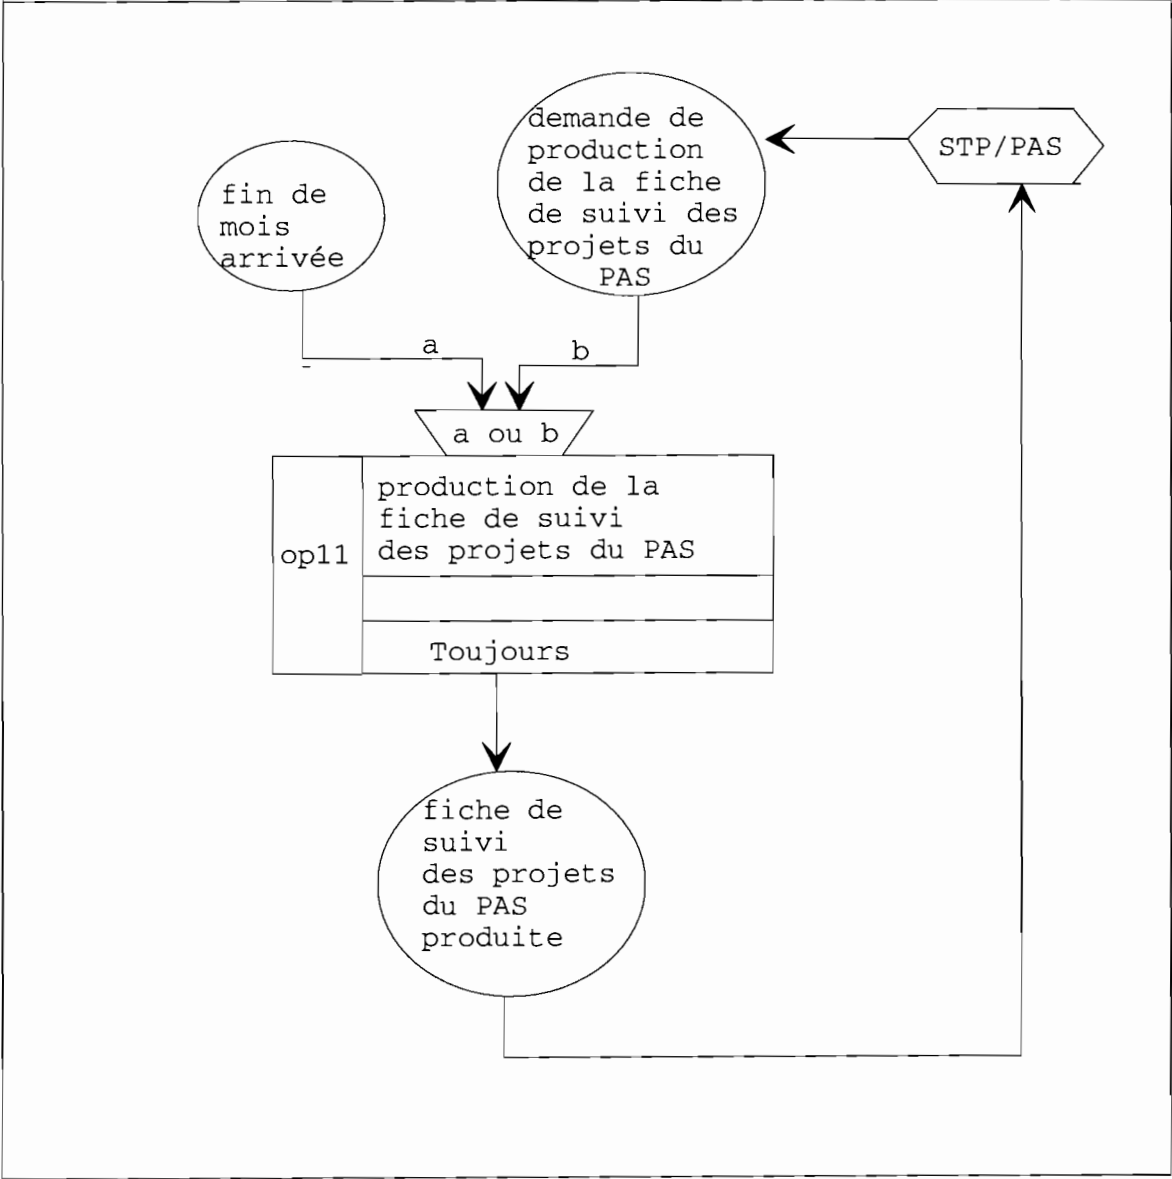 demande de
production
de la fiche
de suivi des
projets du
PAS
STP/PAS
fin de
mois
arrivée
a
b
a ou b
op11
production de la
fiche de suivi
des projets du PAS
Toujours
fiche de
suivi
des projets
du PAS
produite